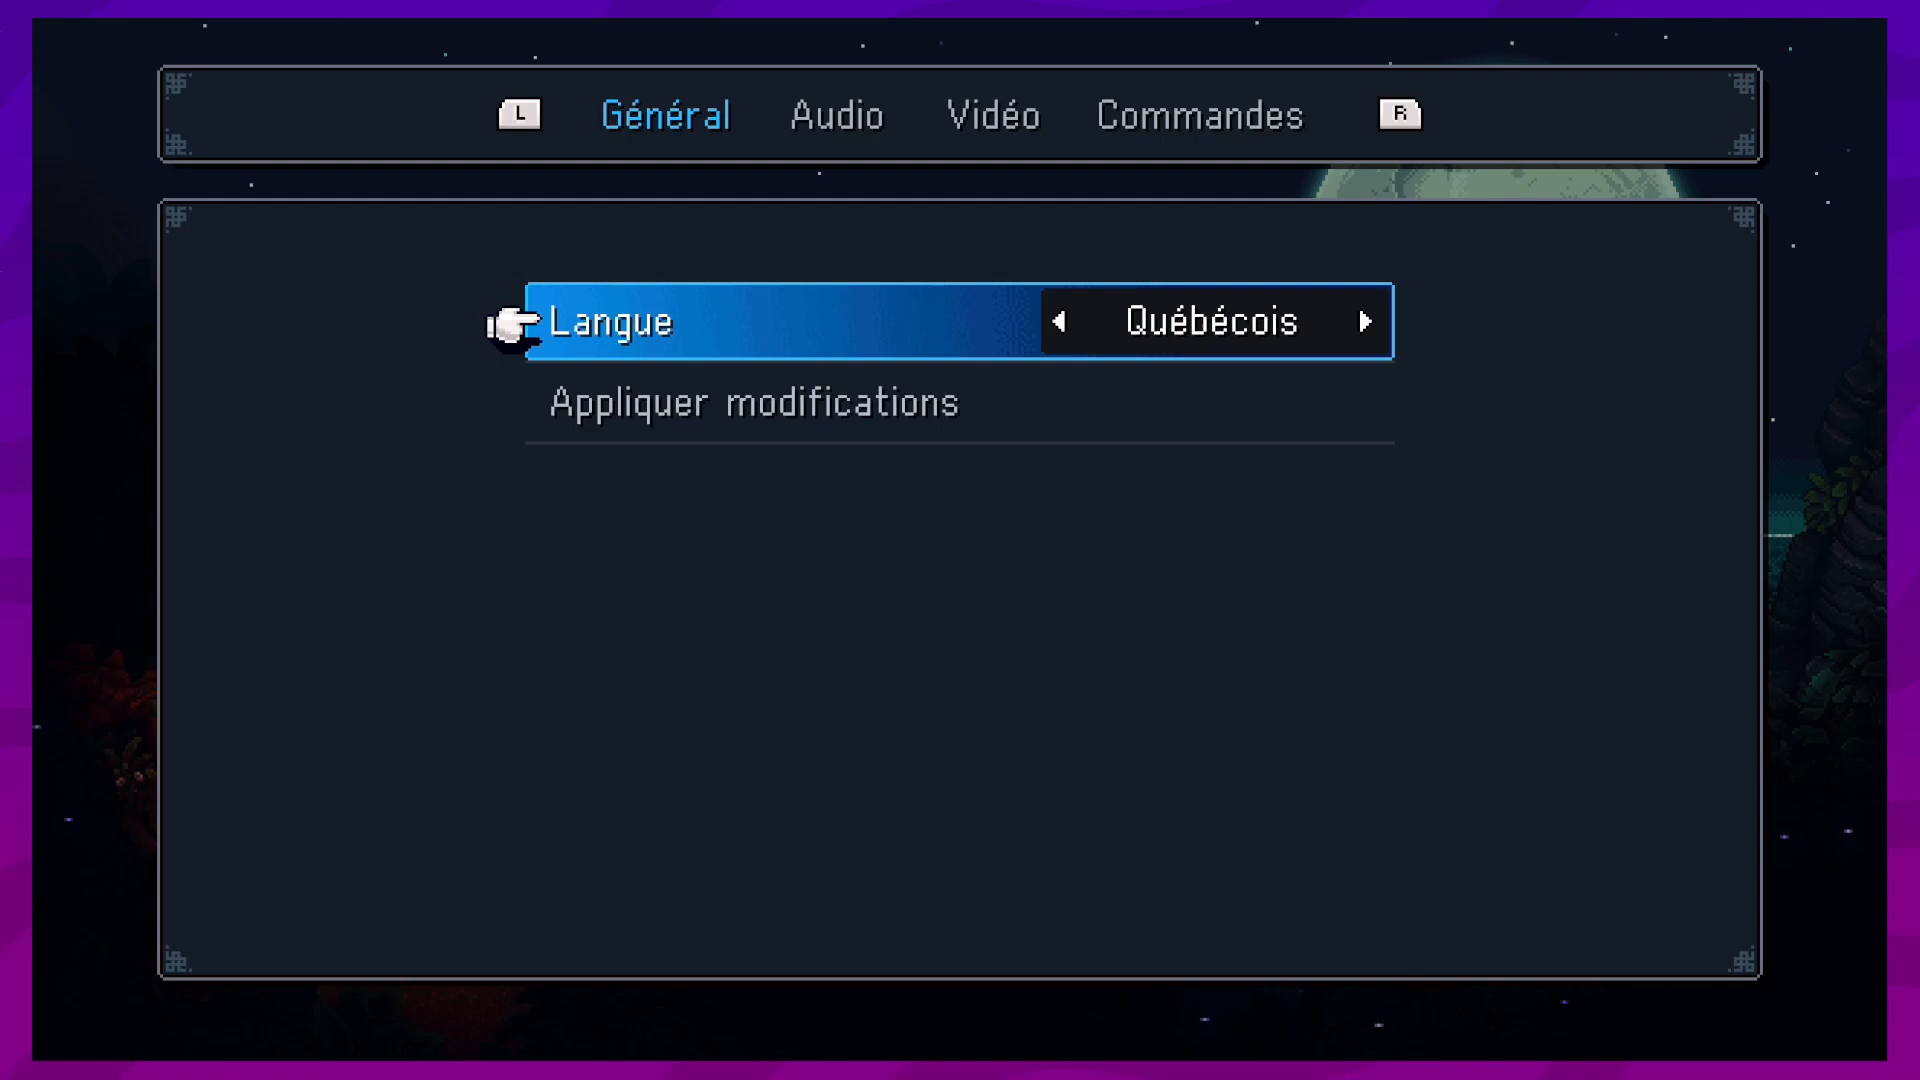 L Général Audio Vidéo Commandes R
Langue Québécois
Appliquer modifications